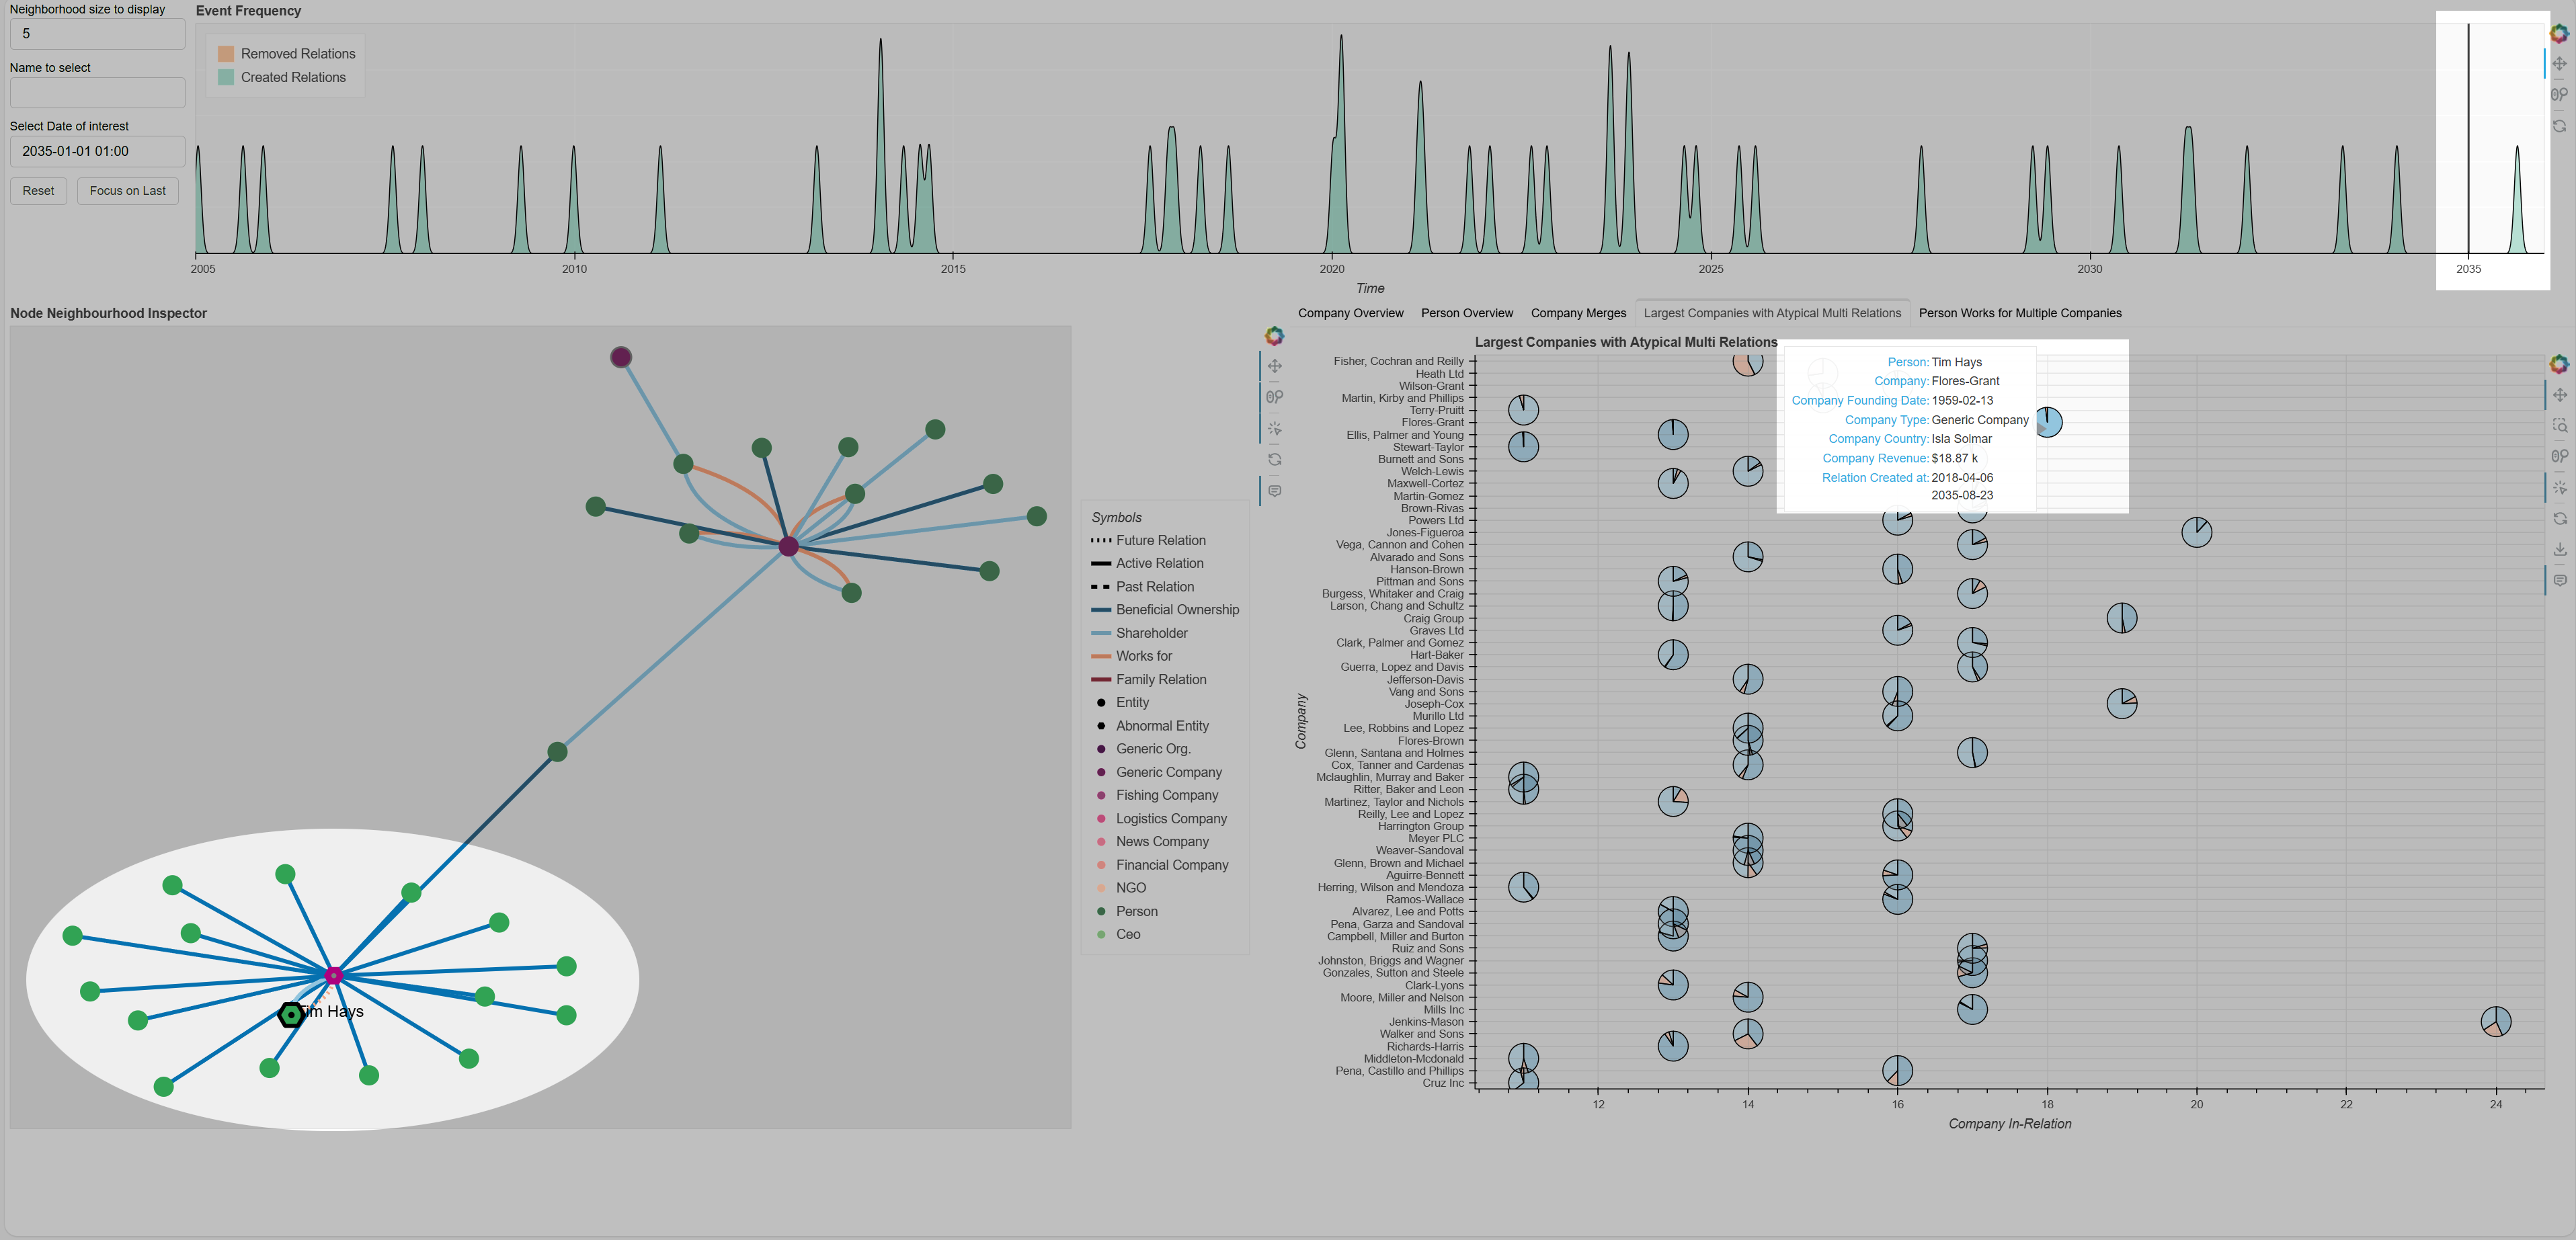 Neighborhood size to display
5
Name to select
Select Date of interest
2035-01-01 01:00
Reset
Focus on Last
Event Frequency
Removed Relations
Created Relations
2005
2010
2015
2020
2025
2030
2035
Time
Node Neighbourhood Inspector
Tim Hays
Symbols
Future Relation
Active Relation
Past Relation
Beneficial Ownership
Shareholder
Works for
Family Relation
Entity
Abnormal Entity
Generic Org.
Generic Company
Fishing Company
Logistics Company
News Company
Financial Company
NGO
Person
Ceo
Company Overview
Person Overview
Company Merges
Largest Companies with Atypical Multi Relations
Person Works for Multiple Companies
Largest Companies with Atypical Multi Relations
Person: Tim Hays
Company: Flores-Grant
Company Founding Date: 1959-02-13
Company Type: Generic Company
Company Country: Isla Solmar
Company Revenue: $18.87 k
Relation Created at: 2018-04-06
2035-08-23
Company
Fisher, Cochran and Reilly
Heath Ltd
Wilson-Grant
Martin, Kirby and Phillips
Terry-Pruitt
Flores-Grant
Ellis, Palmer and Young
Stewart-Taylor
Burnett and Sons
Welch-Lewis
Maxwell-Cortez
Martin-Gomez
Brown-Rivas
Powers Ltd
Jones-Figueroa
Vega, Cannon and Cohen
Alvarado and Sons
Hanson-Brown
Pittman and Sons
Burgess, Whitaker and Craig
Larson, Chang and Schultz
Craig Group
Graves Ltd
Clark, Palmer and Gomez
Hart-Baker
Guerra, Lopez and Davis
Jefferson-Davis
Vang and Sons
Joseph-Cox
Murillo Ltd
Lee, Robbins and Lopez
Flores-Brown
Glenn, Santana and Holmes
Cox, Tanner and Cardenas
Mclaughlin, Murray and Baker
Ritter, Baker and Leon
Martinez, Taylor and Nichols
Reilly, Lee and Lopez
Harrington Group
Meyer PLC
Weaver-Sandoval
Glenn, Brown and Michael
Aguirre-Bennett
Herring, Wilson and Mendoza
Ramos-Wallace
Alvarez, Lee and Potts
Pena, Garza and Sandoval
Campbell, Miller and Burton
Ruiz and Sons
Johnston, Briggs and Wagner
Gonzales, Sutton and Steele
Clark-Lyons
Moore, Miller and Nelson
Mills Inc
Jenkins-Mason
Walker and Sons
Richards-Harris
Middleton-Mcdonald
Pena, Castillo and Phillips
Cruz Inc
12
14
16
18
20
22
24
Company In-Relation